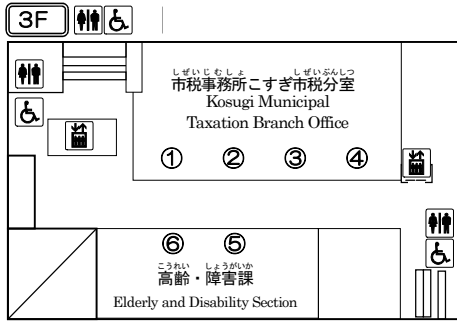 3F
しぜいじむしょ しぜいぶんしつ
市税事務所こすぎ市税分室
Kosugi Municipal
Taxation Branch Office
① ② ③ ④
⑥ ⑤
こうれい しょうがいか
高齢・障害課
Elderly and Disability Section